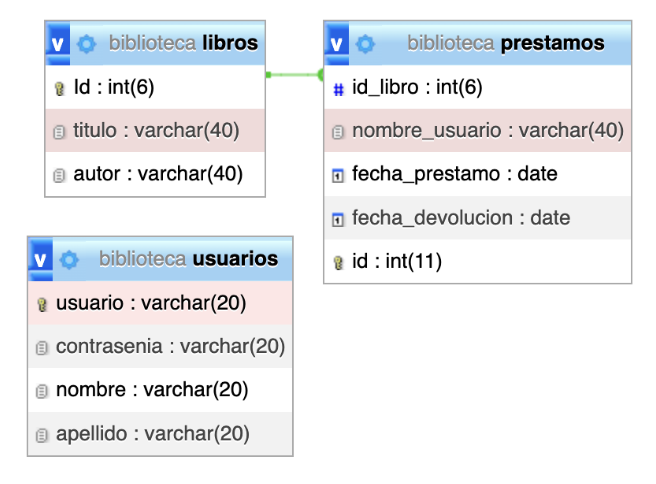 v biblioteca libros
Id : int(6)
titulo : varchar(40)
autor : varchar(40)
v biblioteca prestamos
# id_libro : int(6)
nombre_usuario : varchar(40)
1 fecha_prestamo : date
1 fecha_devolucion : date
id : int(11)
v biblioteca usuarios
usuario : varchar(20)
contrasenia : varchar(20)
nombre : varchar(20)
apellido : varchar(20)